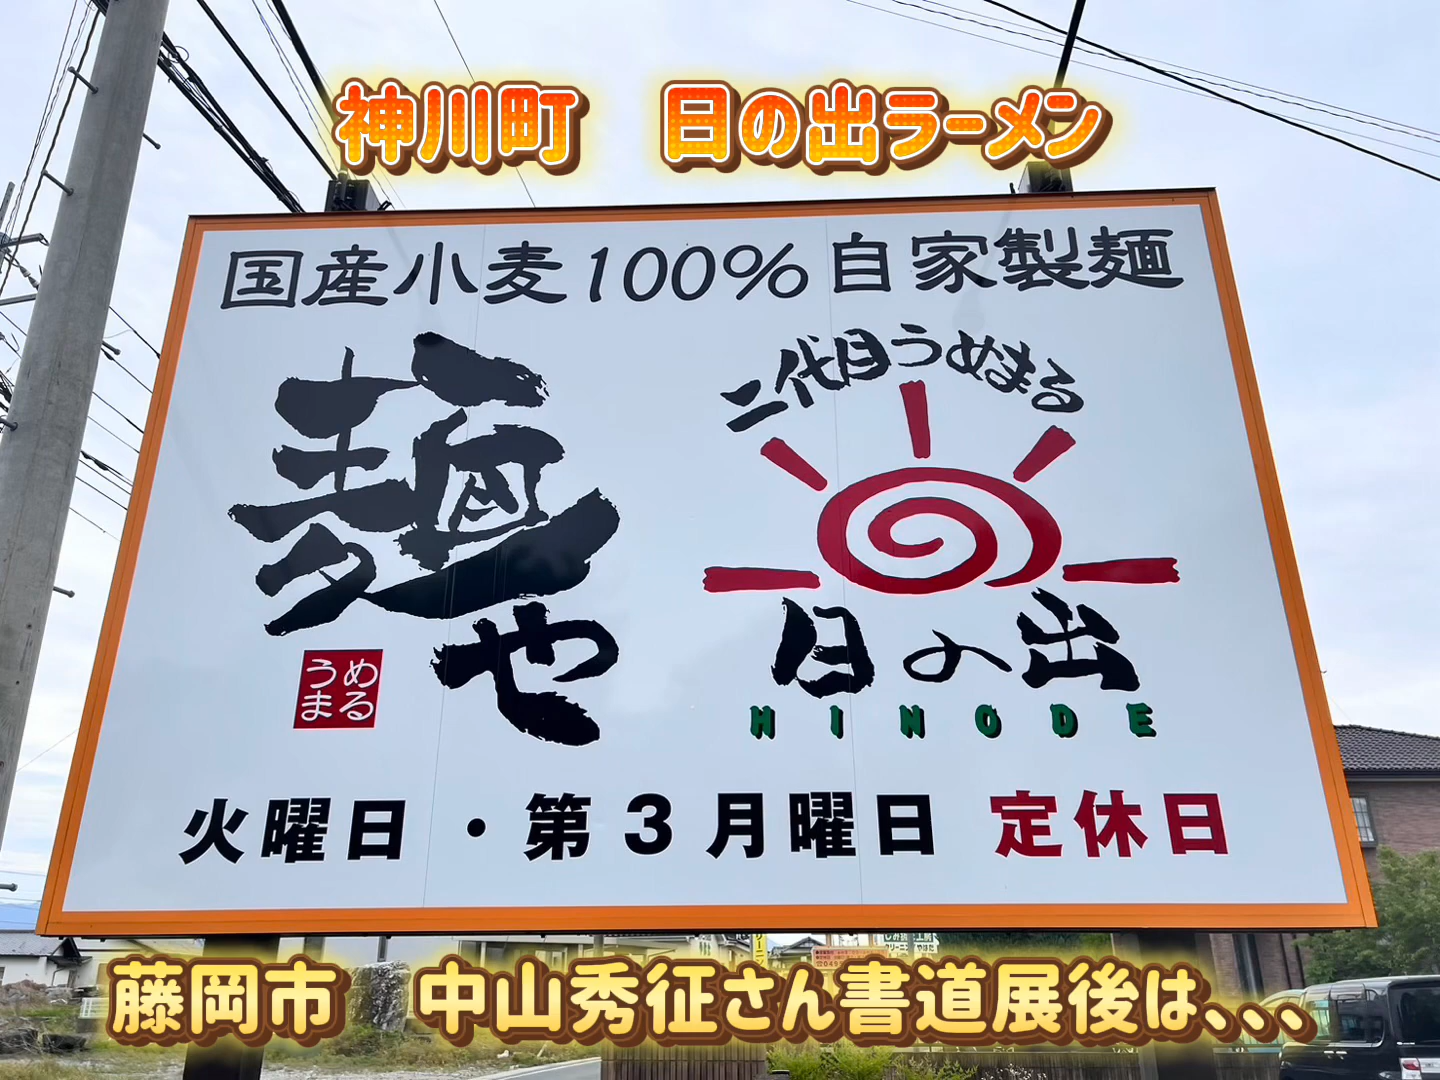 神川町　日の出ラーメン
国産小麦100%自家製麺
麺や
うめまる
二代目うめまる
日の出
HINODE
火曜日・第3月曜日 定休日
藤岡市　中山秀征さん書道展後は、、、